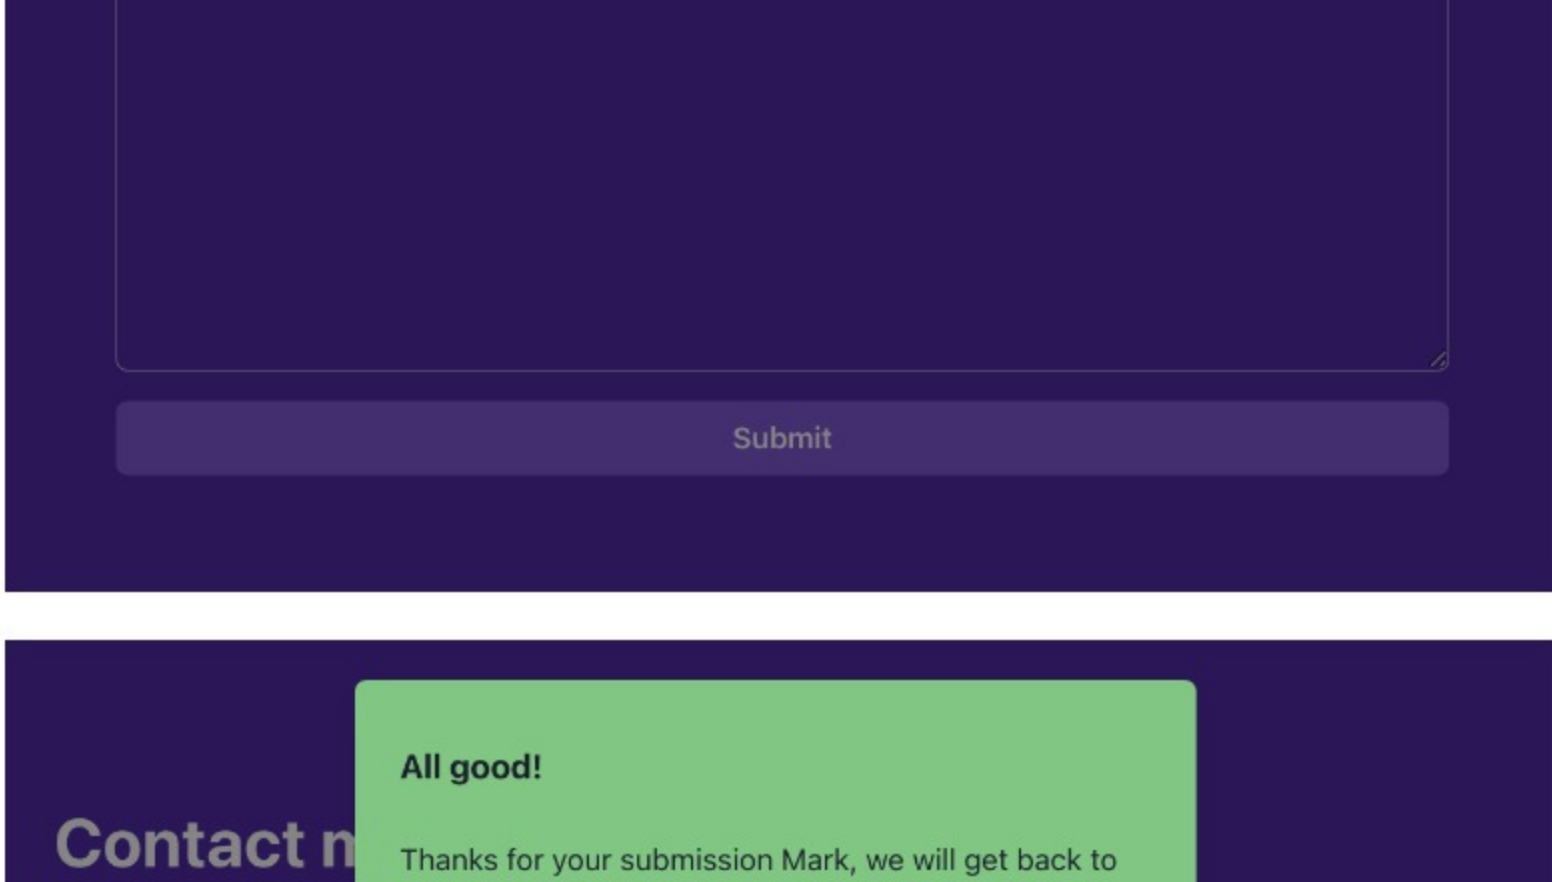 Submit
All good!
Contact
Thanks for your submission Mark, we will get back to